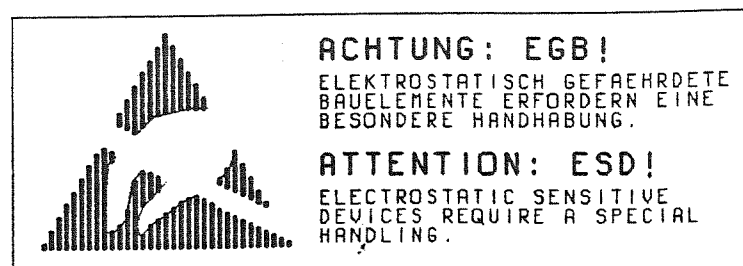 ACHTUNG: EGB!
ELEKTROSTATISCH GEFAEHRDETE
BAUELEMENTE ERFORDERN EINE
BESONDERE HANDHABUNG.
ATTENTION: ESD!
ELECTROSTATIC SENSITIVE
DEVICES REQUIRE A SPECIAL
HANDLING.